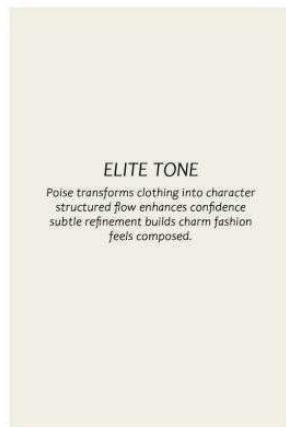 ELITE TONE
Poise transforms clothing into character
structured flow enhances confidence
subtle refinement builds charm fashion
feels composed.